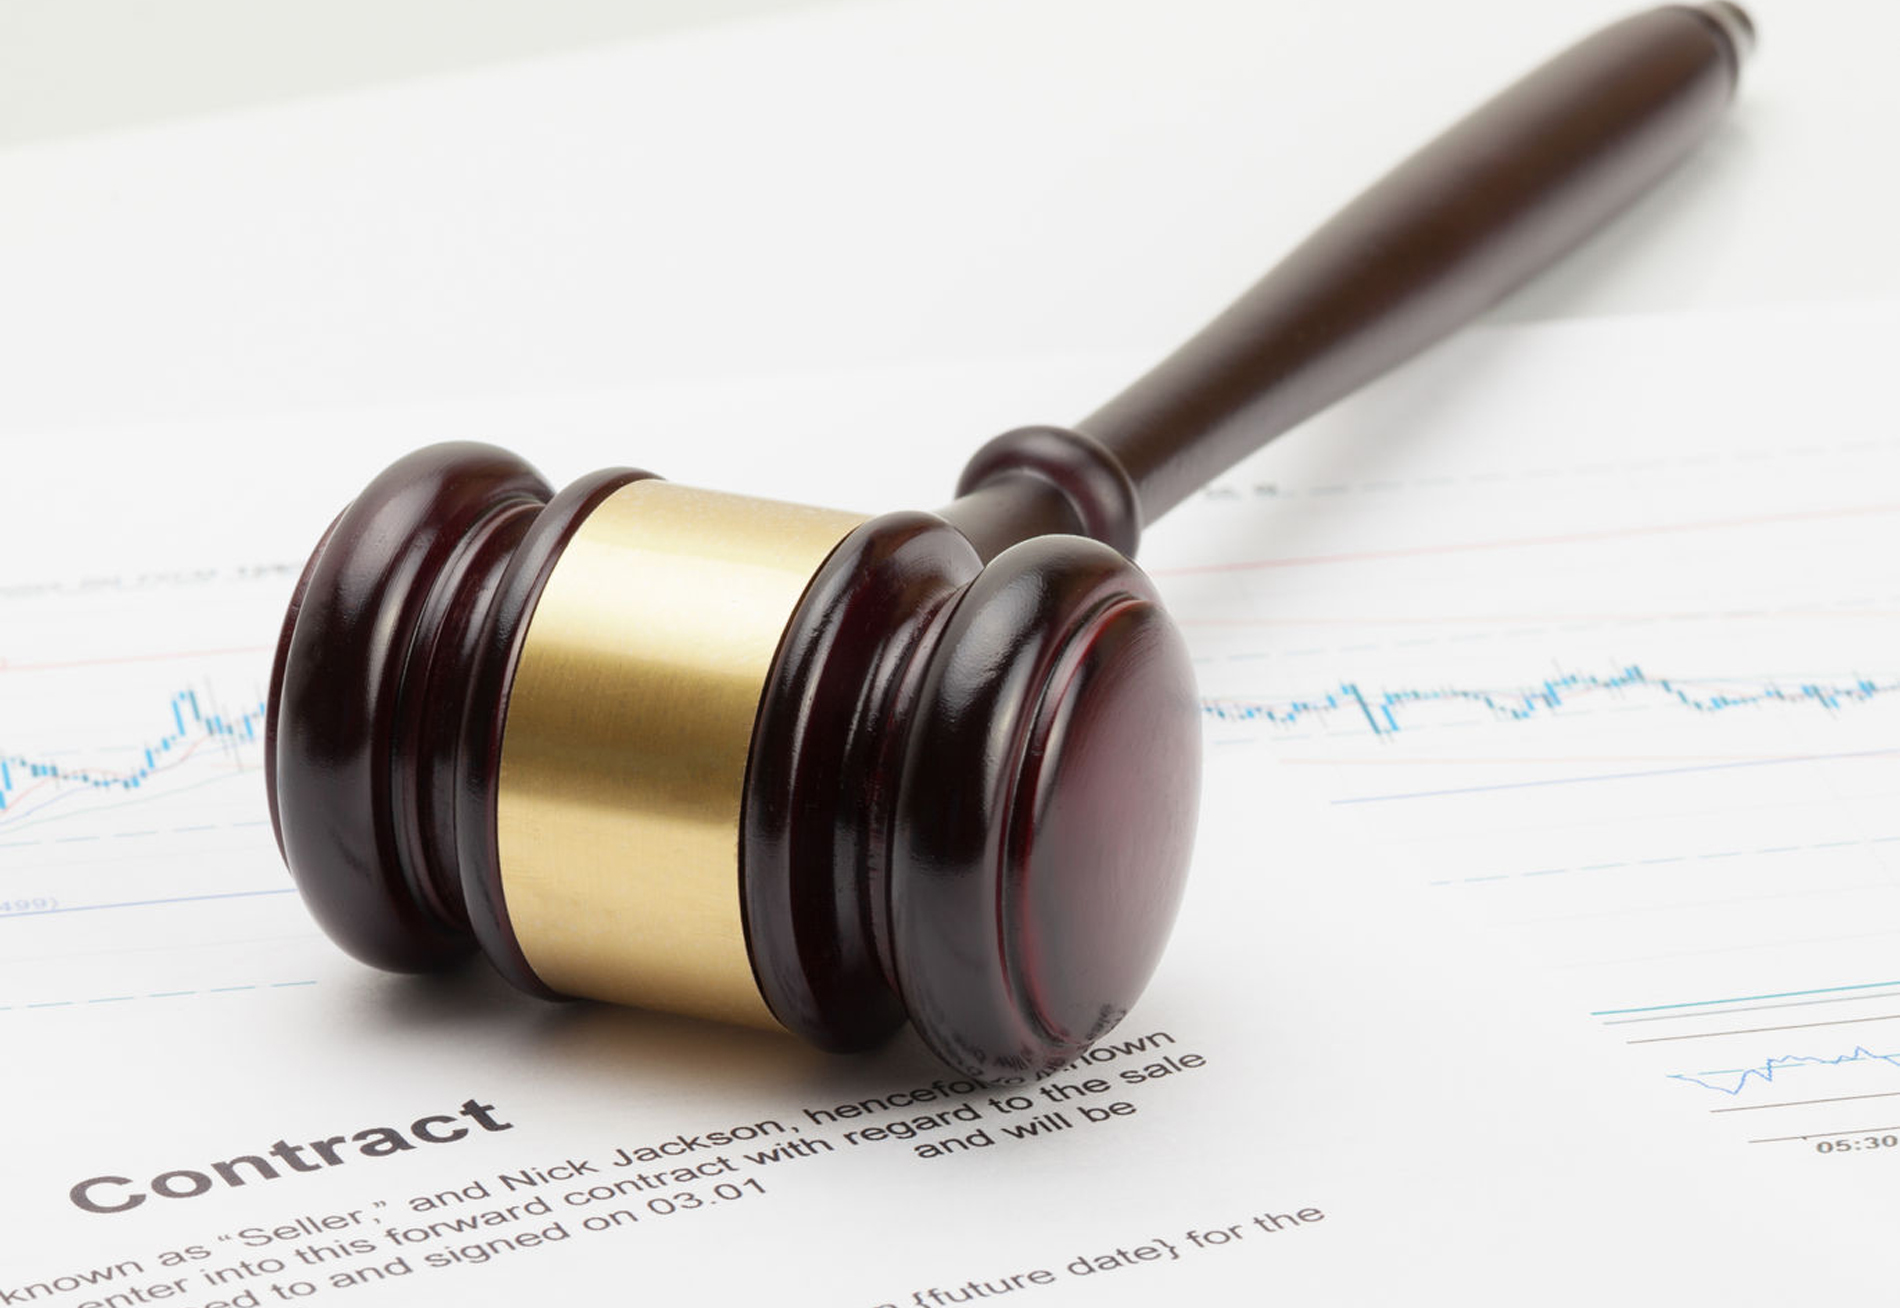 499)
Contract
known as “Seller,” and Nick Jackson, known
enter into this forward contract with regard to the sale
ed to and signed on 03.01 and will be
{future date} for the
05:30